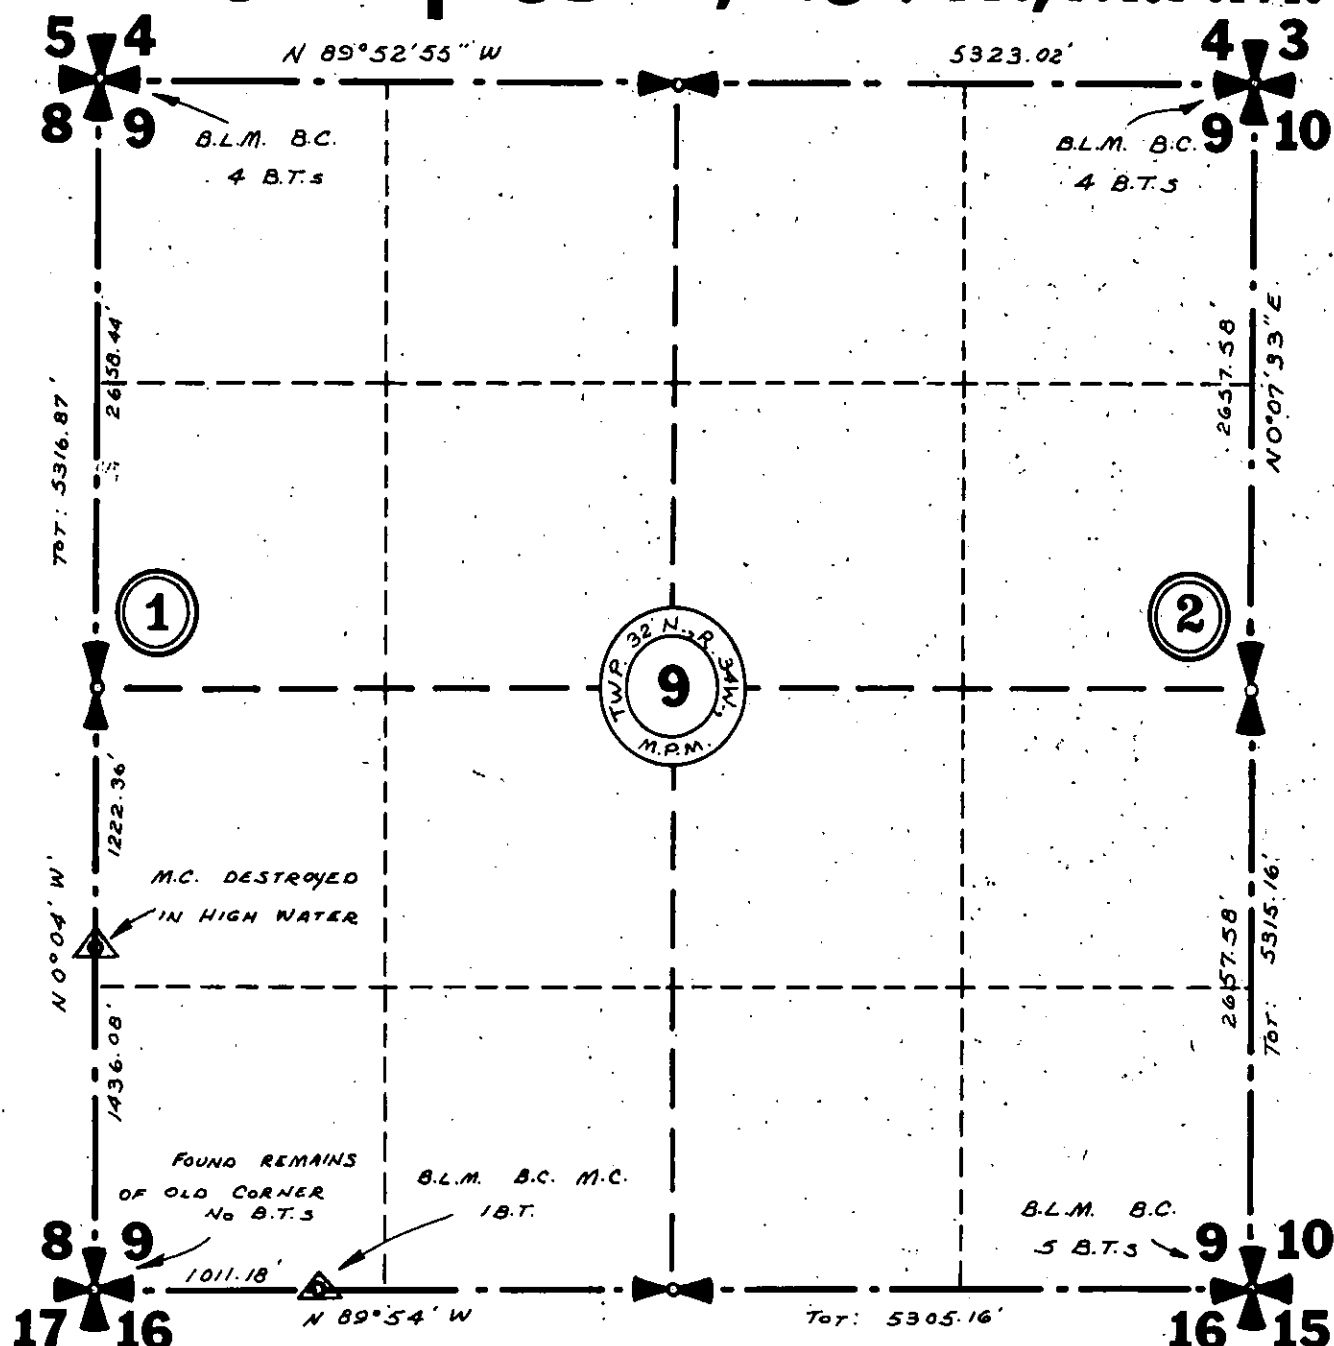 5 4
N 89°52'55" W
5323.02'
4 3
8 9
B.L.M. B.C.
4 B.T.s
B.L.M. B.C.
4 B.T.s
9 10
2658.44'
TOT: 5316.87'
2657.58'
N 0°07'33" E.
1
2
TWP. 32 N., R. 34W.,
9
M.P.M.
1222.36'
M.C. DESTROYED
IN HIGH WATER
N 0°04' W
1436.08'
2657.58'
TOT: 5315.16'
FOUND REMAINS
OF OLD CORNER
No B.T.s
B.L.M. B.C. M.C.
1 B.T.
B.L.M. B.C.
5 B.T.s
8 9
9 10
1011.18'
N 89°54' W
TOT: 5305.16'
17 16
16 15